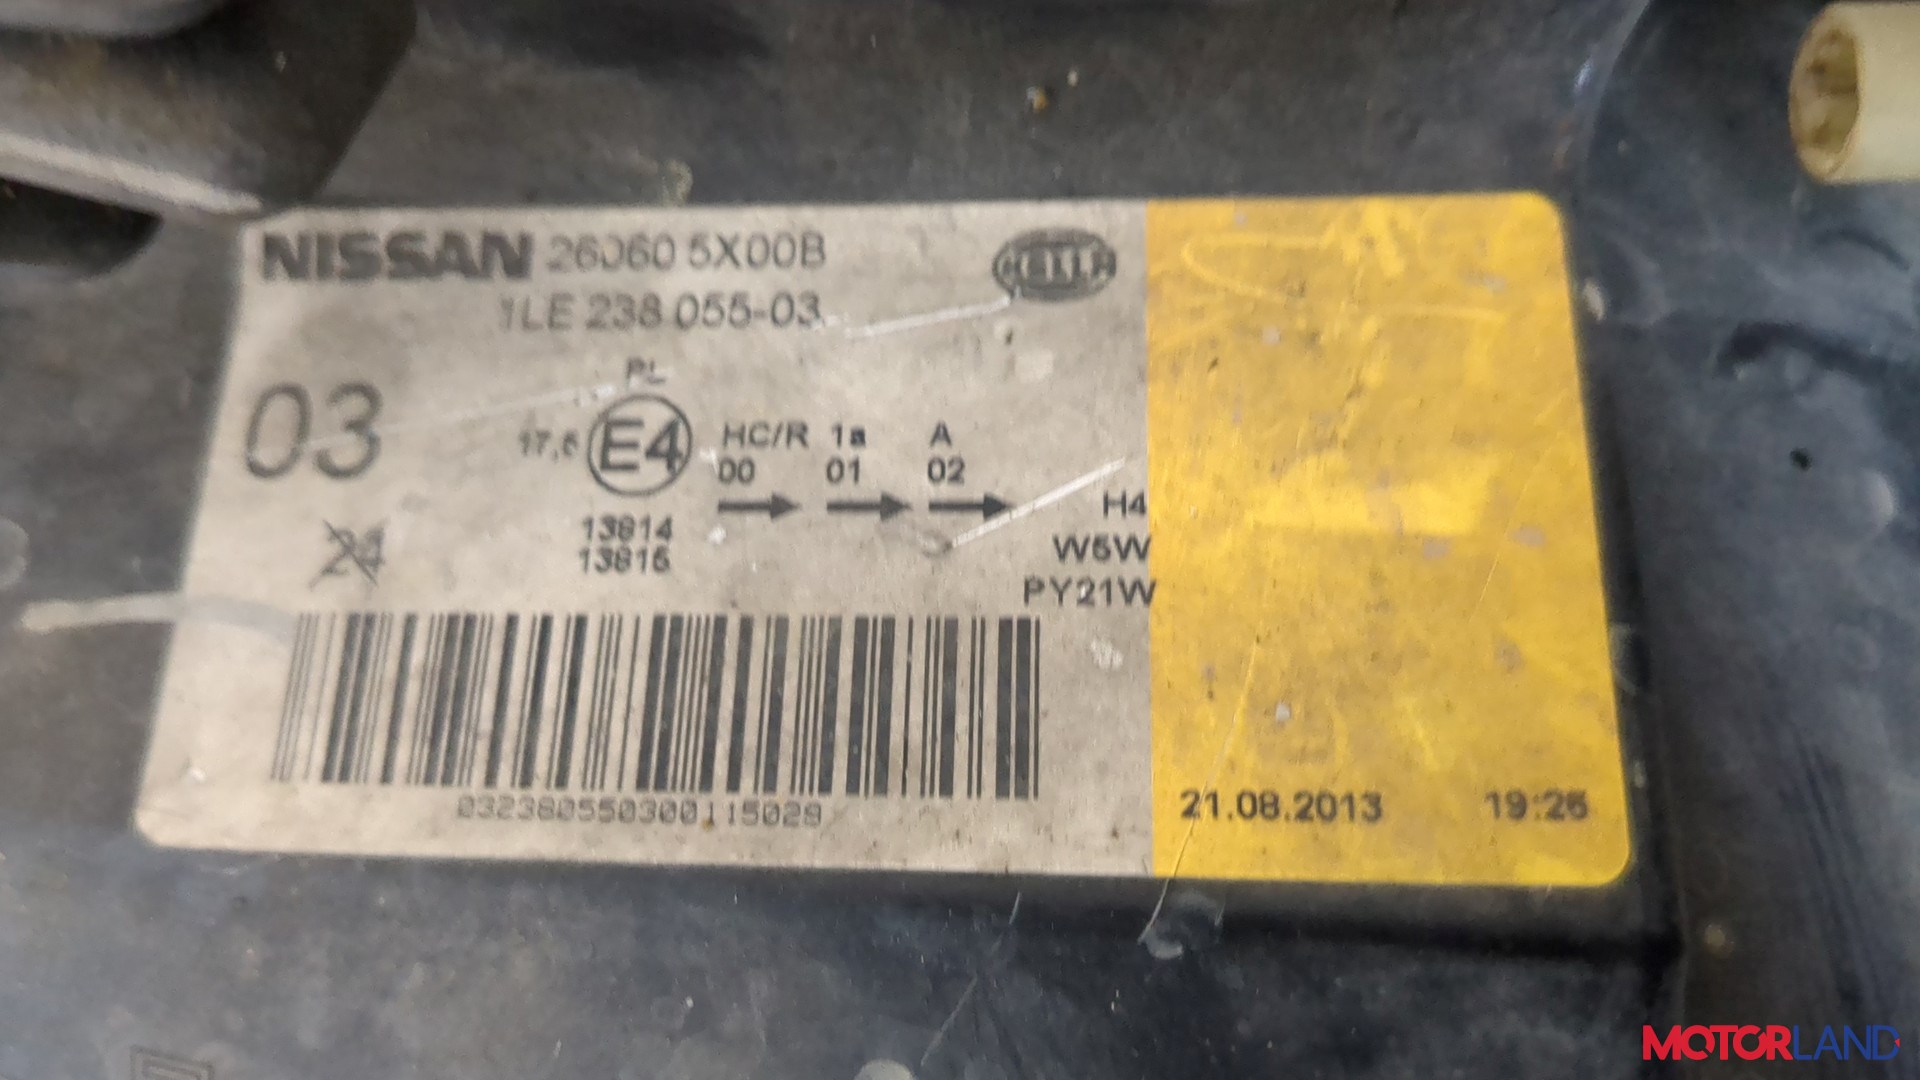 NISSAN 26060 5X00B
HELLA
1LE 238 055-03
PL
03
17,5 E4 HC/R 1a A
00 01 02
H4
24
13814
13815
W5W
PY21W
032380550300115029
21.08.2013 19:26
MOTORLAND